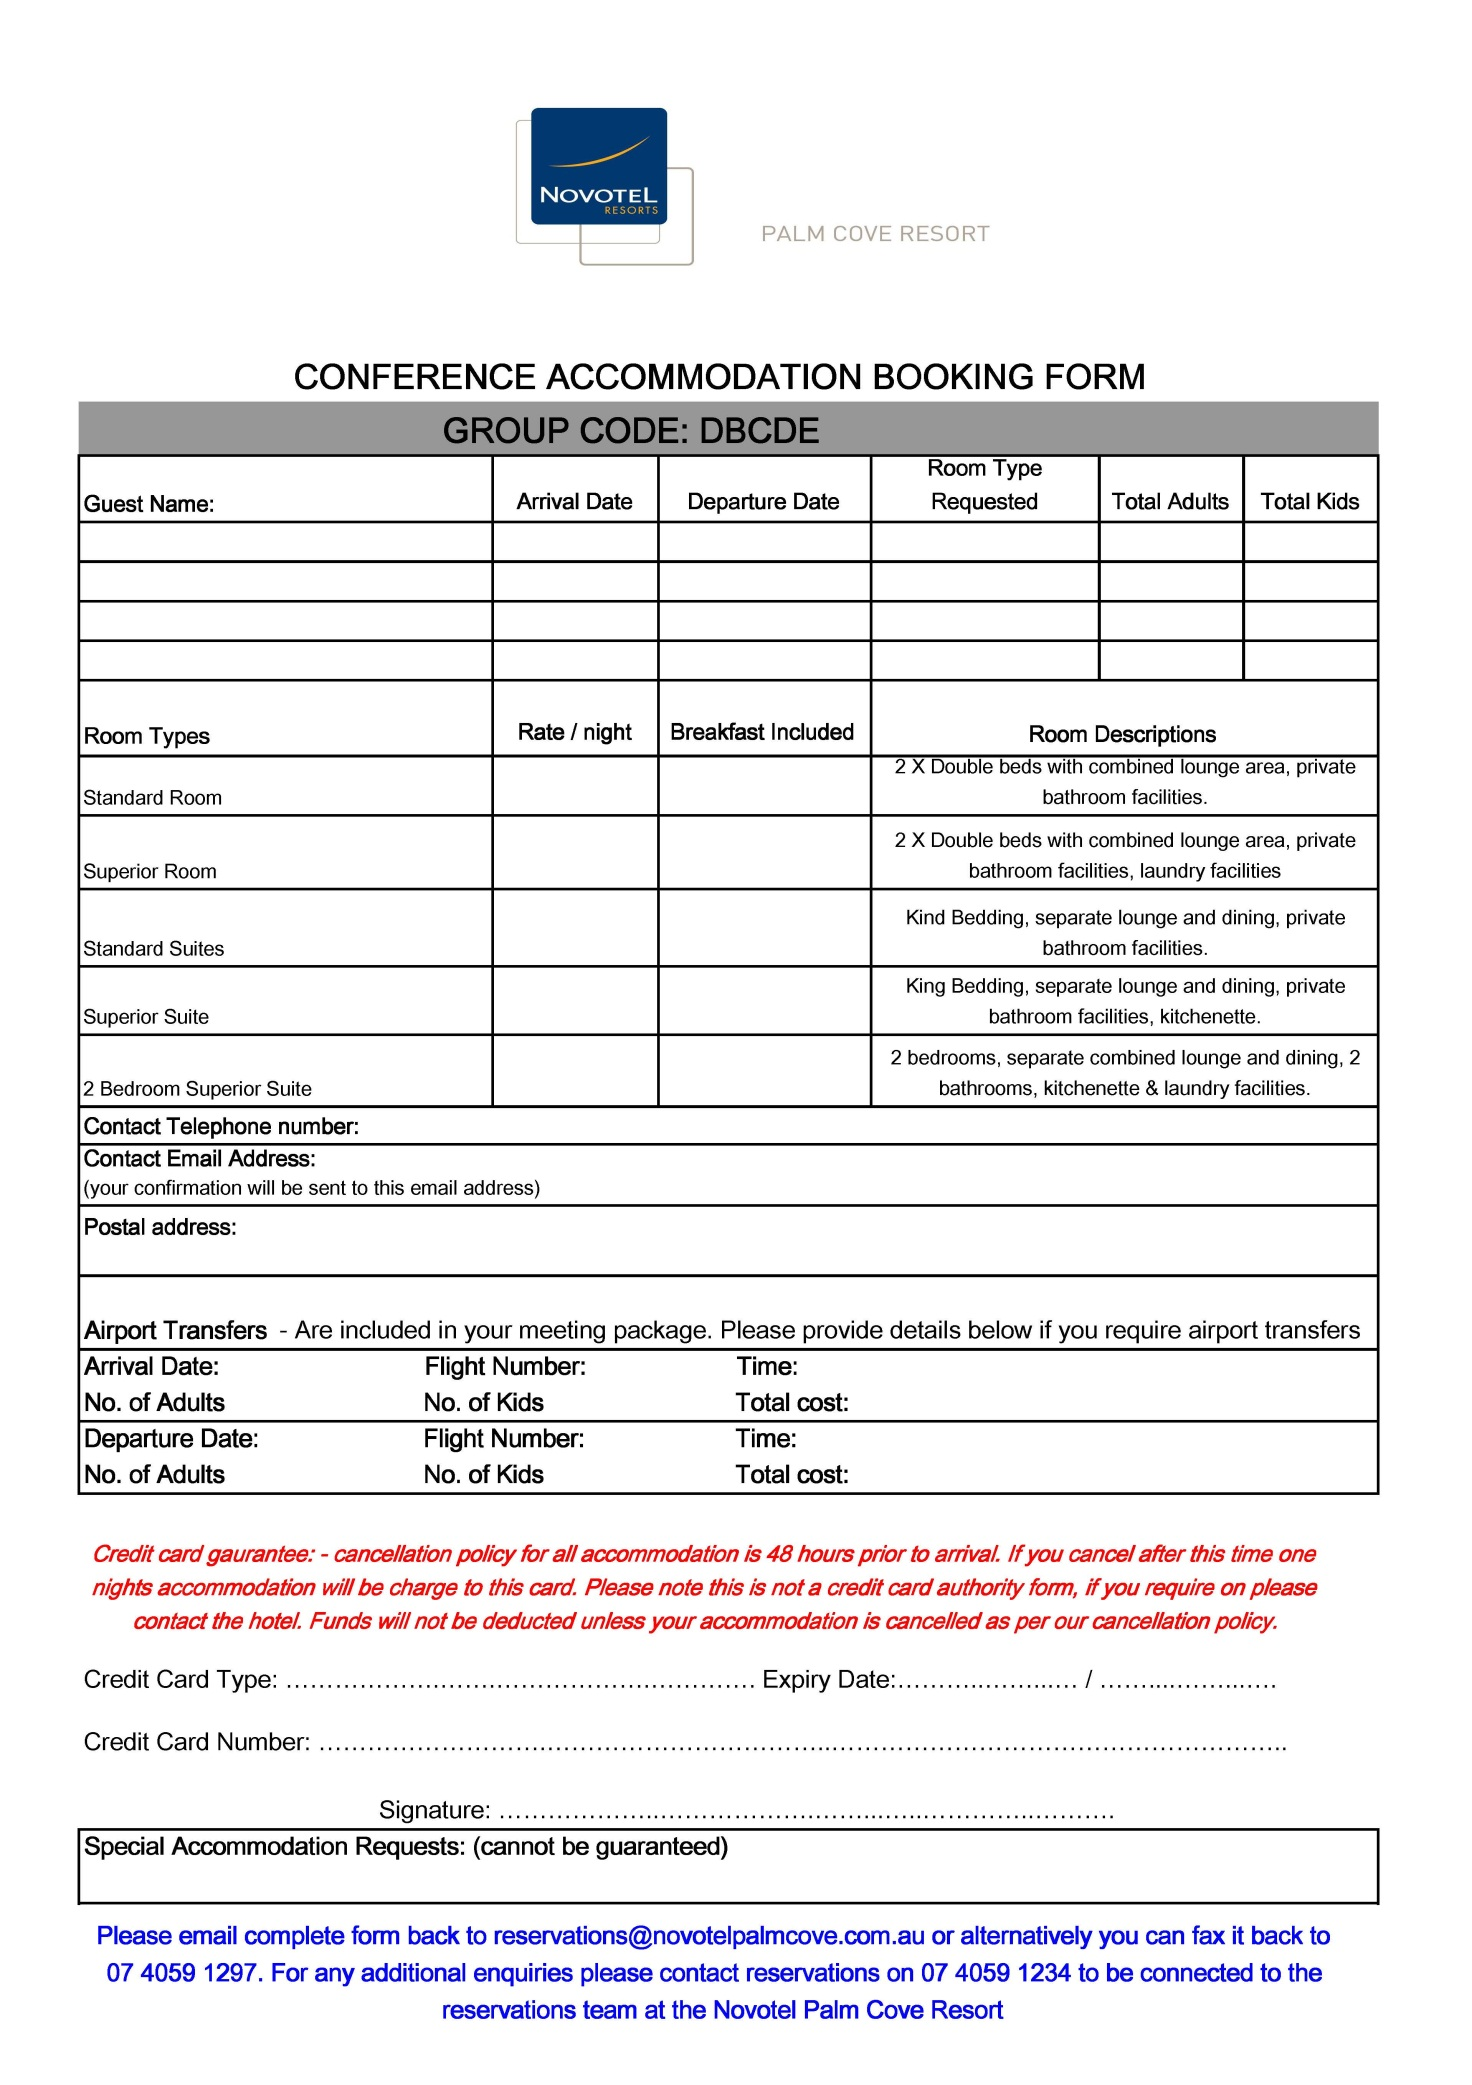 NOVOTEL
RESORTS
PALM COVE RESORT
CONFERENCE ACCOMMODATION BOOKING FORM
GROUP CODE: DBCDE
Guest Name: Arrival Date Departure Date Room Type Requested Total Adults Total Kids
Room Types Rate / night Breakfast Included Room Descriptions
Standard Room 2 X Double beds with combined lounge area, private
bathroom facilities.
Superior Room 2 X Double beds with combined lounge area, private
bathroom facilities, laundry facilities
Standard Suites Kind Bedding, separate lounge and dining, private
bathroom facilities.
Superior Suite King Bedding, separate lounge and dining, private
bathroom facilities, kitchenette.
2 Bedroom Superior Suite 2 bedrooms, separate combined lounge and dining, 2
bathrooms, kitchenette & laundry facilities.
Contact Telephone number:
Contact Email Address:
(your confirmation will be sent to this email address)
Postal address:
Airport Transfers - Are included in your meeting package. Please provide details below if you require airport transfers
Arrival Date: Flight Number: Time:
No. of Adults No. of Kids Total cost:
Departure Date: Flight Number: Time:
No. of Adults No. of Kids Total cost:
Credit card gaurantee: - cancellation policy for all accommodation is 48 hours prior to arrival. If you cancel after this time one
nights accommodation will be charge to this card. Please note this is not a credit card authority form, if you require on please
contact the hotel. Funds will not be deducted unless your accommodation is cancelled as per our cancellation policy.
Credit Card Type: ………………………………………………… Expiry Date:…………………… / ……………………
Credit Card Number: ………………………………………………………………………………………………………
Signature: …………………………………………………………………
Special Accommodation Requests: (cannot be guaranteed)
Please email complete form back to reservations@novotelpalmcove.com.au or alternatively you can fax it back to
07 4059 1297. For any additional enquiries please contact reservations on 07 4059 1234 to be connected to the
reservations team at the Novotel Palm Cove Resort